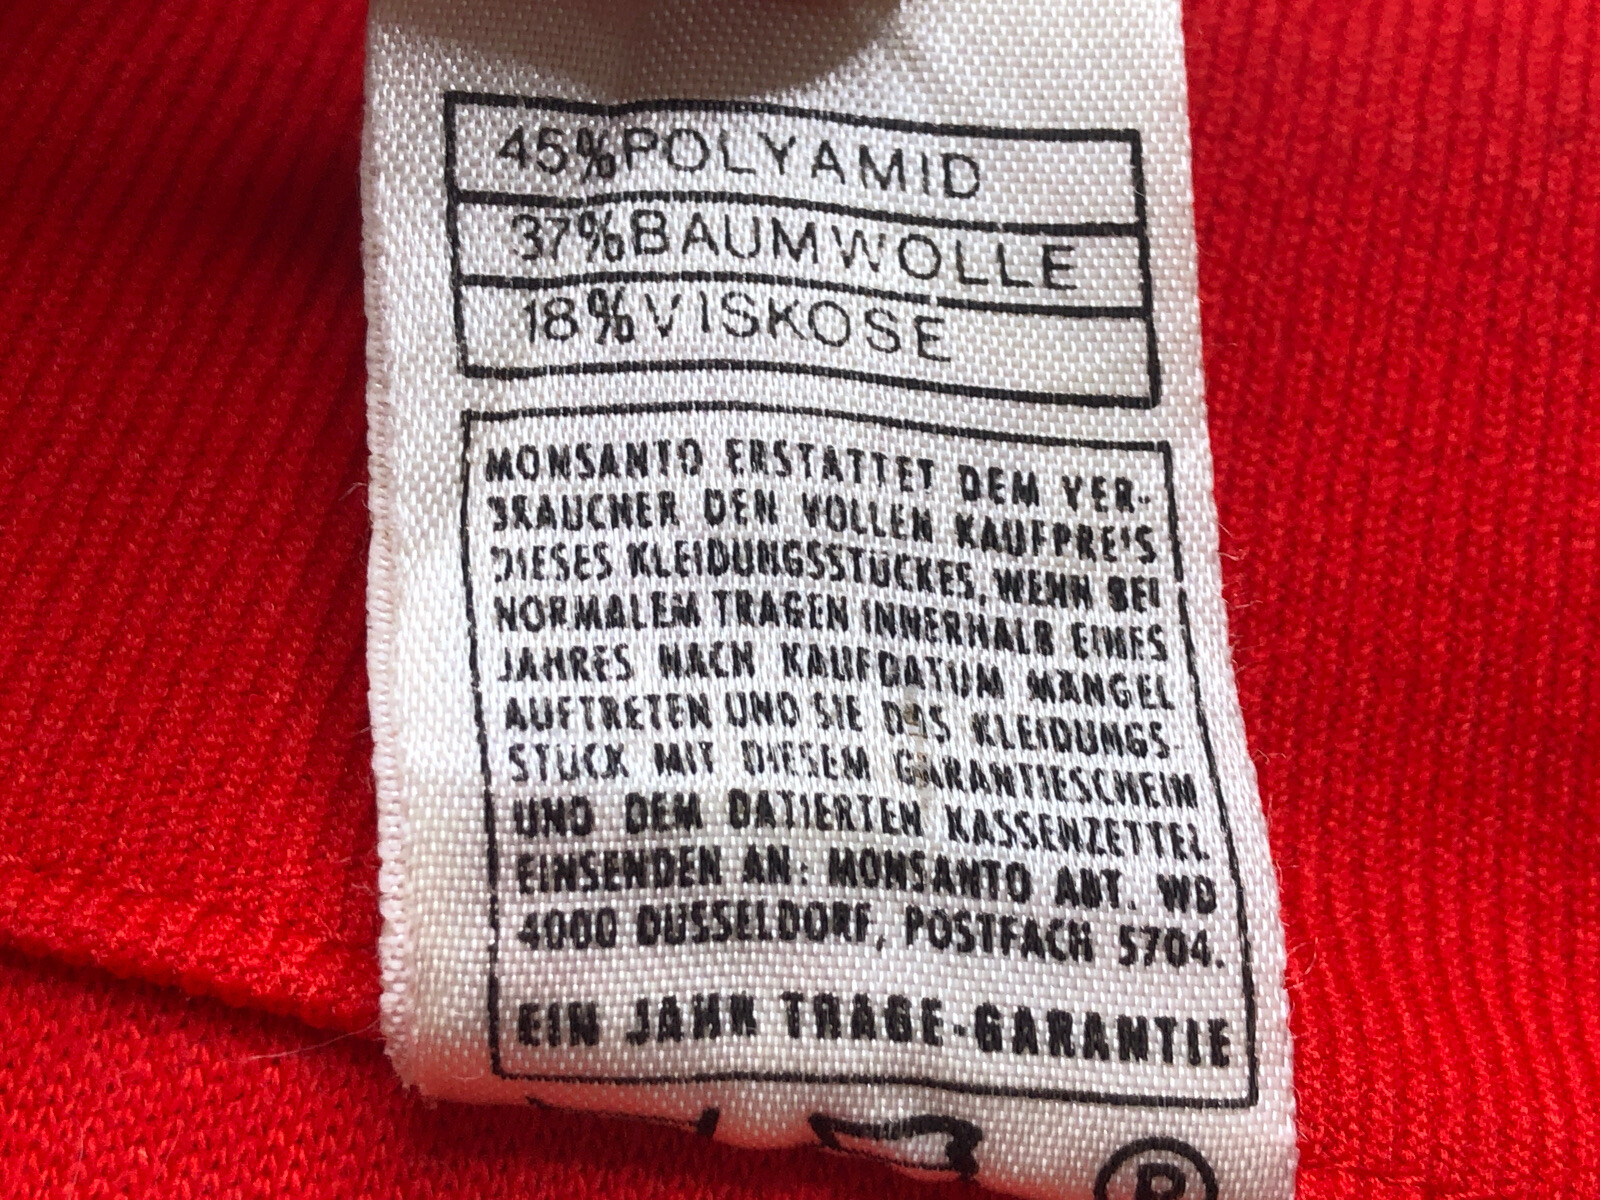 45%POLYAMID
37%BAUMWOLLE
18%VISKOSE
MONSANTO ERSTATTET DEM VER-
BRAUCHER DEN VOLLEN KAUFPREIS
DIESES KLEIDUNGSSTÜCKES, WENN BEI
NORMALEM TRAGEN INNERHALB EINES
JAHRES NACH KAUFDATUM MÄNGEL
AUFTRETEN UND SIE DAS KLEIDUNGS-
STÜCK MIT DIESEM GARANTIESCHEIN
UND DEM DATIERTEN KASSENZETTEL
EINSENDEN AN: MONSANTO ABT. WD
4000 DÜSSELDORF, POSTFACH 5704.
EIN JAHR TRAGE-GARANTIE
®